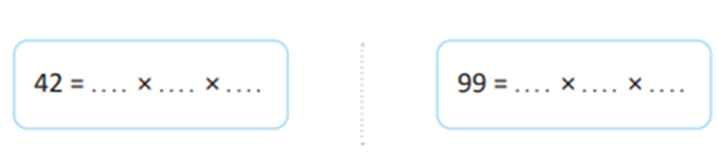 42 = .... × .... × ....
99 = .... × .... × ....